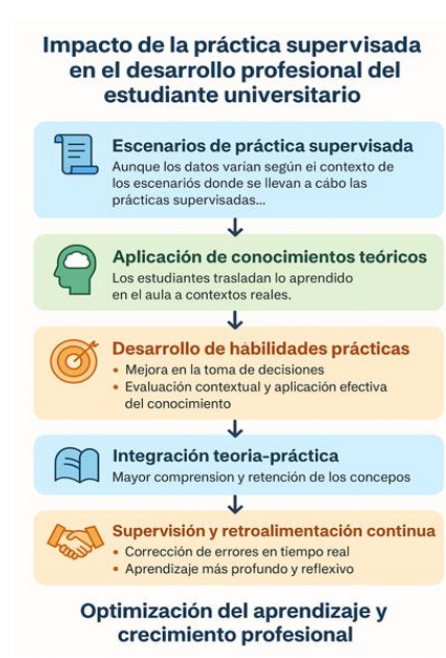 Impacto de la práctica supervisada
en el desarrollo profesional del
estudiante universitario
Escenarios de práctica supervisada
Aunque los datos varían según ei contexto de
los escenariós donde se llevan a cábo las
prácticas supervisadas...
Aplicación de conocimientos teóricos
Los estudiantes trasladan lo aprendido
en el aula a contextos reales.
Desarrollo de hábilidades prácticas
• Mejora en la toma de decisiones
• Evaluación contextual y aplicación efectiva
del conocimiento
Integración teoria-práctica
Mayor comprension y retención de los concepos
Supervisión y retroalimentación continua
• Corrección de errores en tiempo real
• Aprendizaje más profundo y reflexivo
Optimización del aprendizaje y
crecimiento profesional